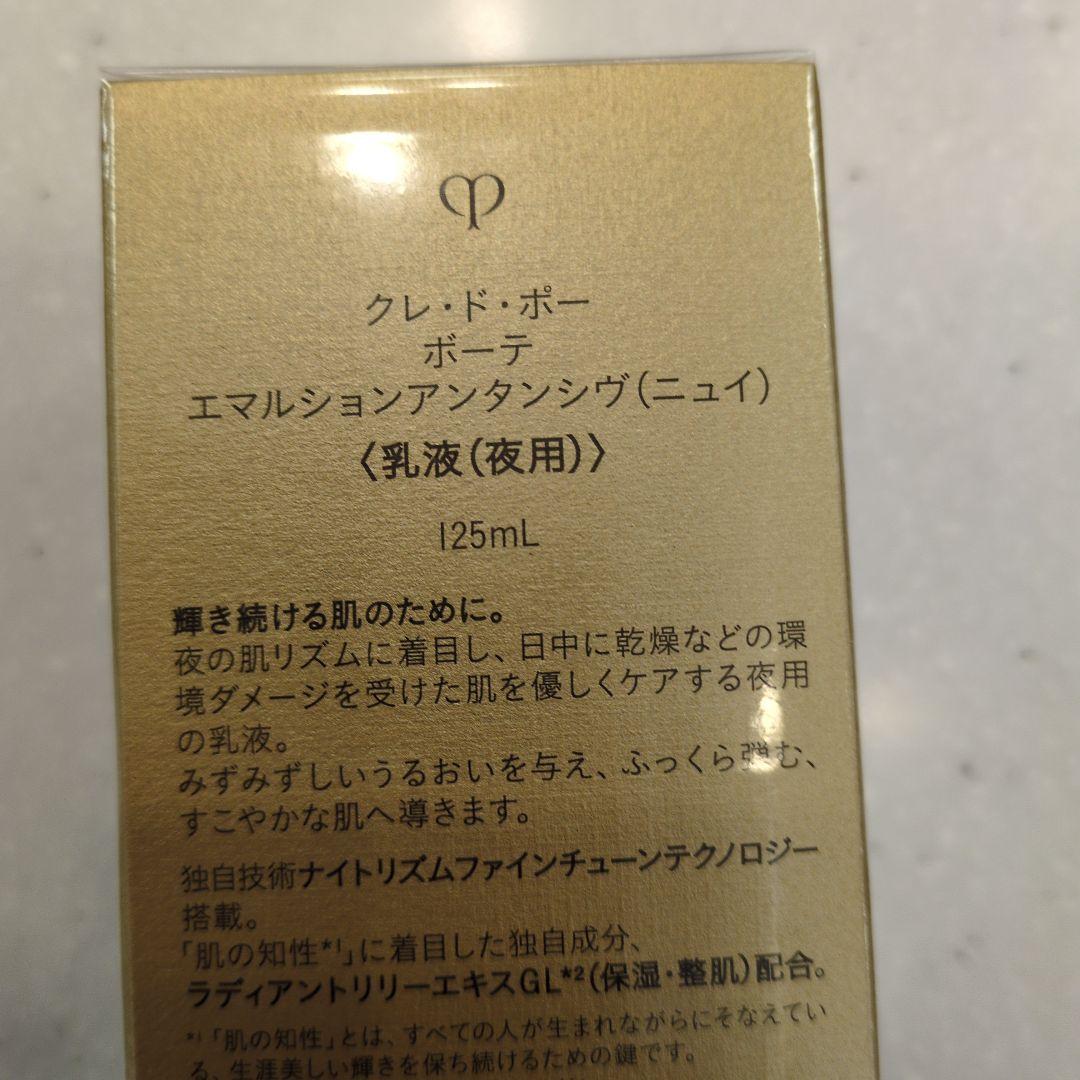 クレ・ド・ポー
ボーテ
エマルションアンタンシヴ(ニュイ)
〈乳液(夜用)〉
125mL
輝き続ける肌のために。
夜の肌リズムに着目し、日中に乾燥などの環
境ダメージを受けた肌を優しくケアする夜用
の乳液。
みずみずしいうるおいを与え、ふっくら弾む、
すこやかな肌へ導きます。
独自技術ナイトリズムファインチューンテクノロジー
搭載。
「肌の知性*1」に着目した独自成分、
ラディアントリリーエキスGL*2(保湿・整肌)配合。
*1「肌の知性」とは、すべての人が生まれながらにそなえてい
る、生涯美しい輝きを保ち続けるための鍵です。